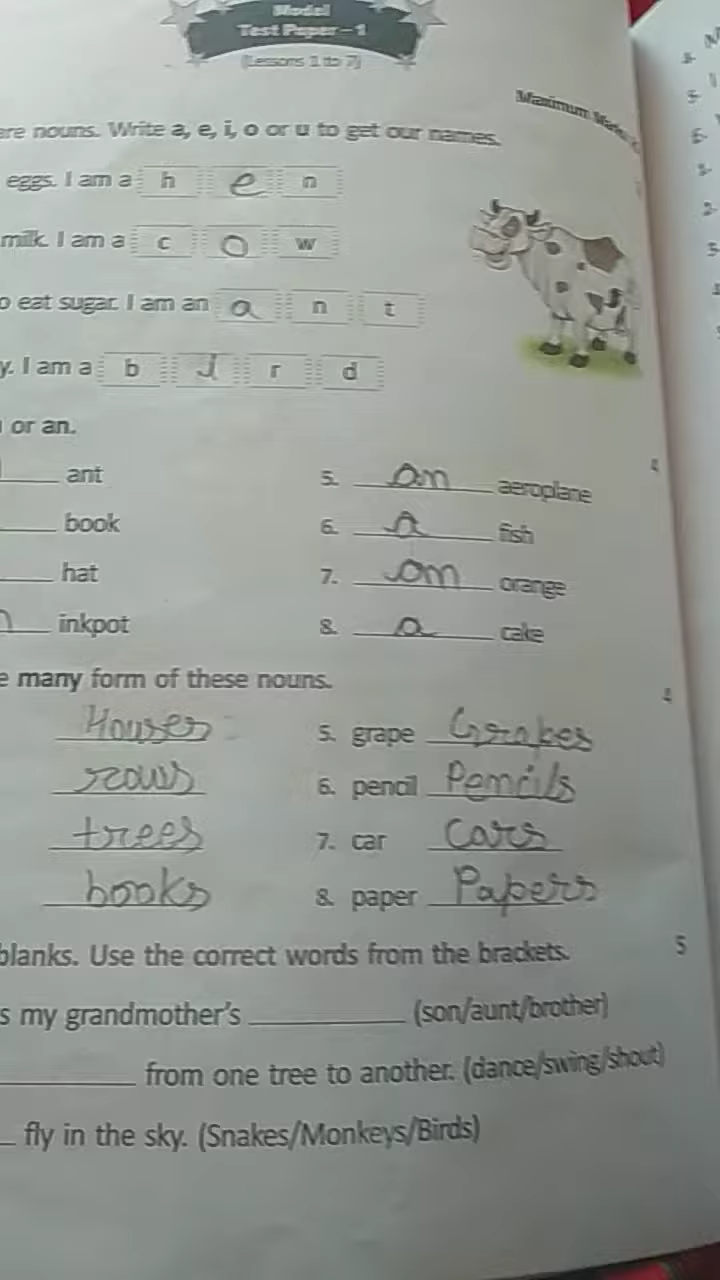 Model
Test Paper - 1
(Lessons 1 to 7)
Maximum
are nouns. Write a, e, i, o or u to get our names.
eggs. I am a h e n
milk. I am a c o w
o eat sugar. I am an a n t
y. I am a b i r d
or an.
4
ant 5. an aeroplane
book 6. a fish
hat 7. an orange
inkpot 8. a cake
e many form of these nouns.
4
Houses 5. grape Grapes
rows 6. pencil Pencils
trees 7. car Cars
books 8. paper Papers
blanks. Use the correct words from the brackets. 5
s my grandmother's (son/aunt/brother)
from one tree to another. (dance/swing/shout)
fly in the sky. (Snakes/Monkeys/Birds)